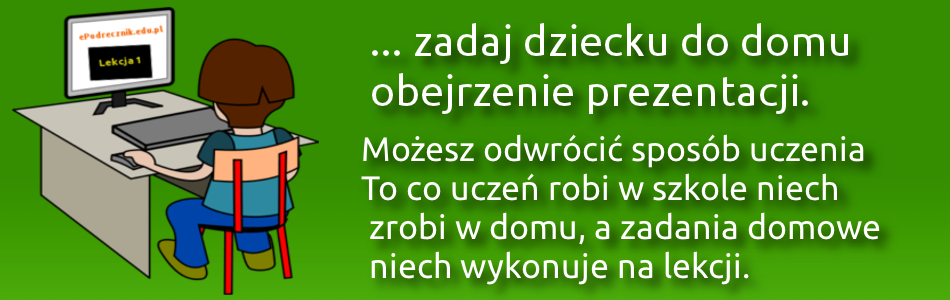 ePodrecznik.edu.pl
Lekcja 1
... zadaj dziecku do domu
obejrzenie prezentacji.
Możesz odwrócić sposób uczenia
To co uczeń robi w szkole niech
zrobi w domu, a zadania domowe
niech wykonuje na lekcji.